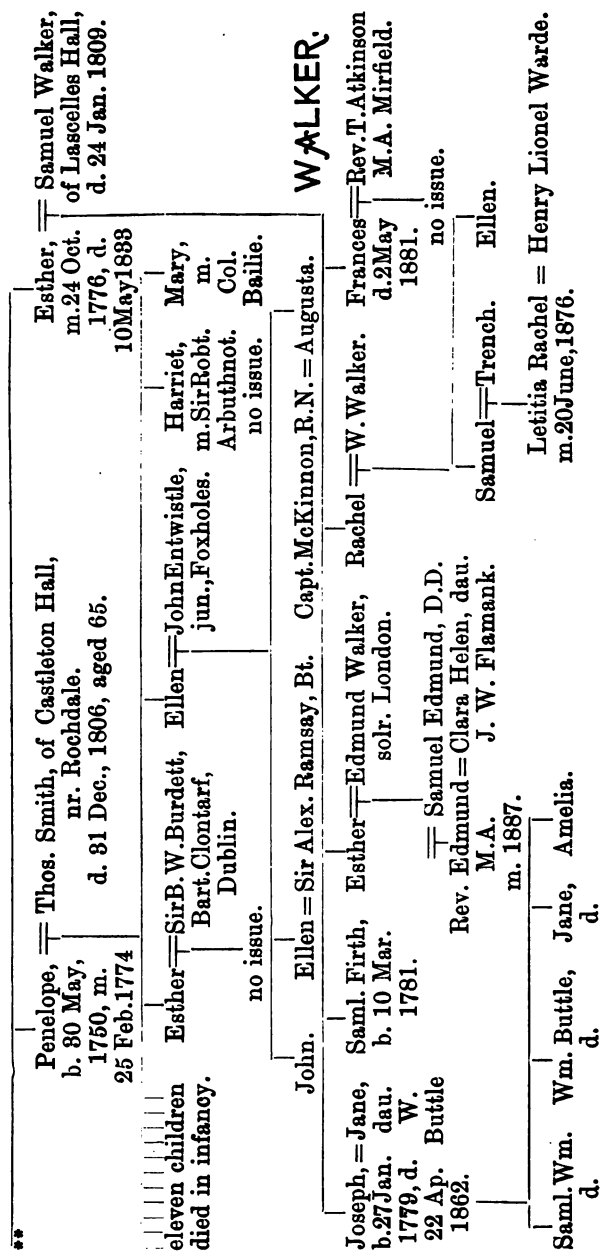 **
Penelope, = Thos. Smith, of Castleton Hall,
b. 30 May, nr. Rochdale.
1750, m. d. 31 Dec., 1806, aged 65.
25 Feb. 1774
Esther, = Samuel Walker,
m. 24 Oct. of Lascelles Hall,
1776, d. d. 24 Jan. 1809.
10 May 1833
eleven children
died in infancy.
Esther = Sir B. W. Burdett,
Bart. Clontarf,
Dublin.
no issue.
Ellen = John Entwistle,
jun., Foxholes.
Harriet,
m. Sir Robt.
Arbuthnot.
no issue.
Mary,
m.
Col.
Bailie.
John. Ellen = Sir Alex. Ramsay, Bt. Capt. McKinnon, R.N. = Augusta.
WALKER.
Joseph, = Jane,
b. 27 Jan. dau.
1779, d. W.
22 Ap. Buttle
1862.
Saml. Firth,
b. 10 Mar.
1781.
Esther = Edmund Walker,
solr. London.
Rachel = W. Walker.
Frances = Rev. T. Atkinson
d. 2 May M.A. Mirfield.
1881.
no issue.
= Samuel Edmund, D.D.
Rev. Edmund = Clara Helen, dau.
M.A. J. W. Flamank.
m. 1887.
Samuel = Trench. Ellen.
Letitia Rachel = Henry Lionel Warde.
m. 20 June, 1876.
Saml. Wm. Wm. Buttle, Jane, Amelia.
d. d. d.